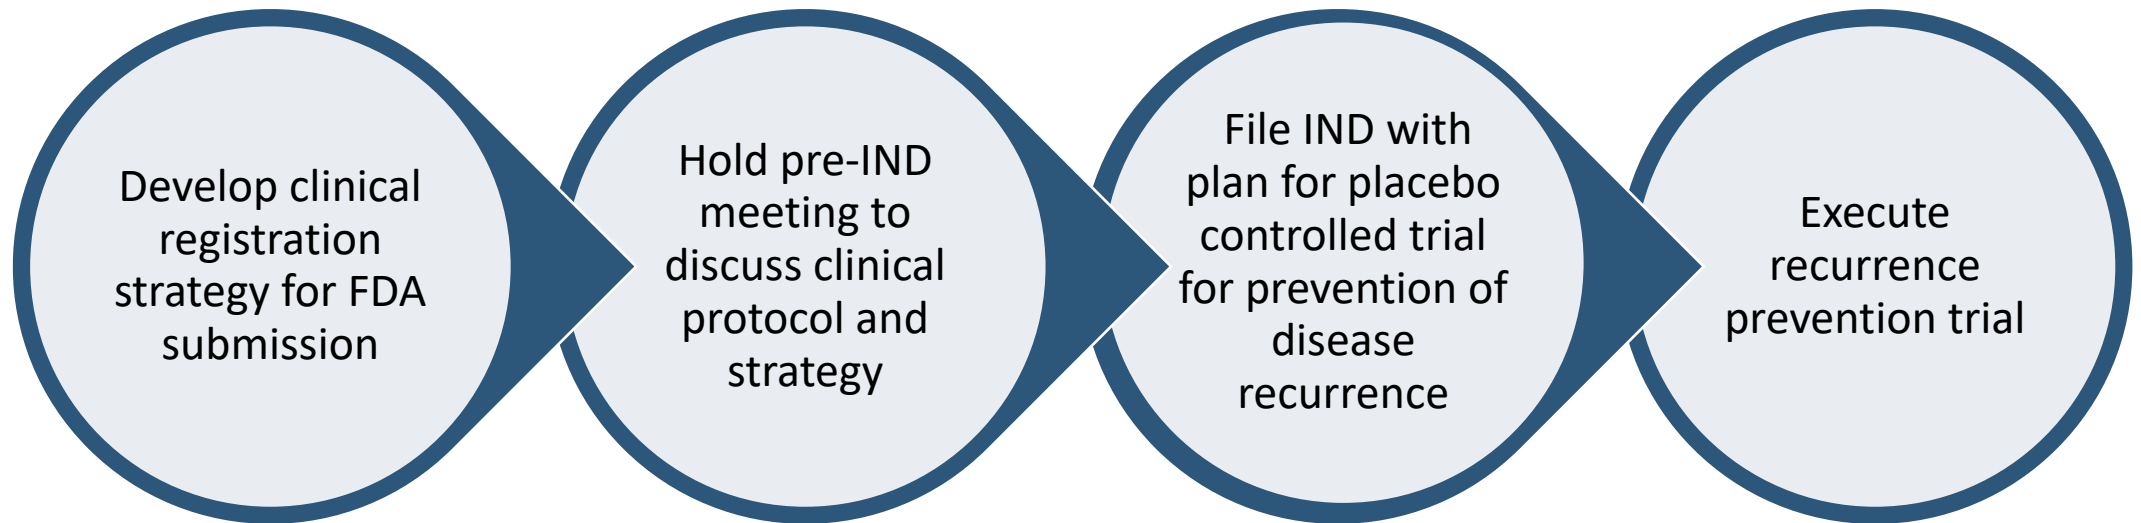 Develop clinical
registration
strategy for FDA
submission
Hold pre-IND
meeting to
discuss clinical
protocol and
strategy
File IND with
plan for placebo
controlled trial
for prevention of
disease
recurrence
Execute
recurrence
prevention trial